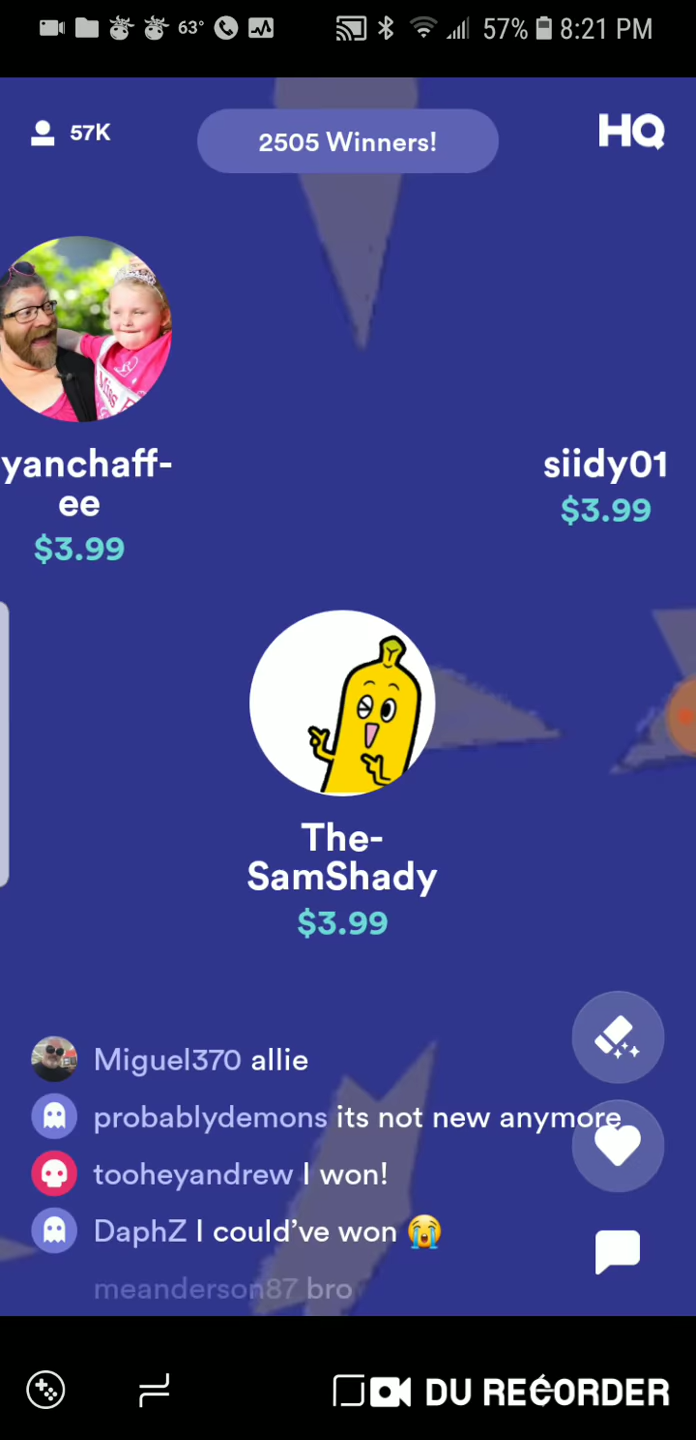 63° 57% 8:21 PM
57K 2505 Winners! HQ
yanchaff-
ee
$3.99
siidy01
$3.99
The-
SamShady
$3.99
Miguel370 allie
probablydemons its not new anymore
tooheyandrew I won!
DaphZ I could've won 😭
meanderson87 bro
DU RECORDER